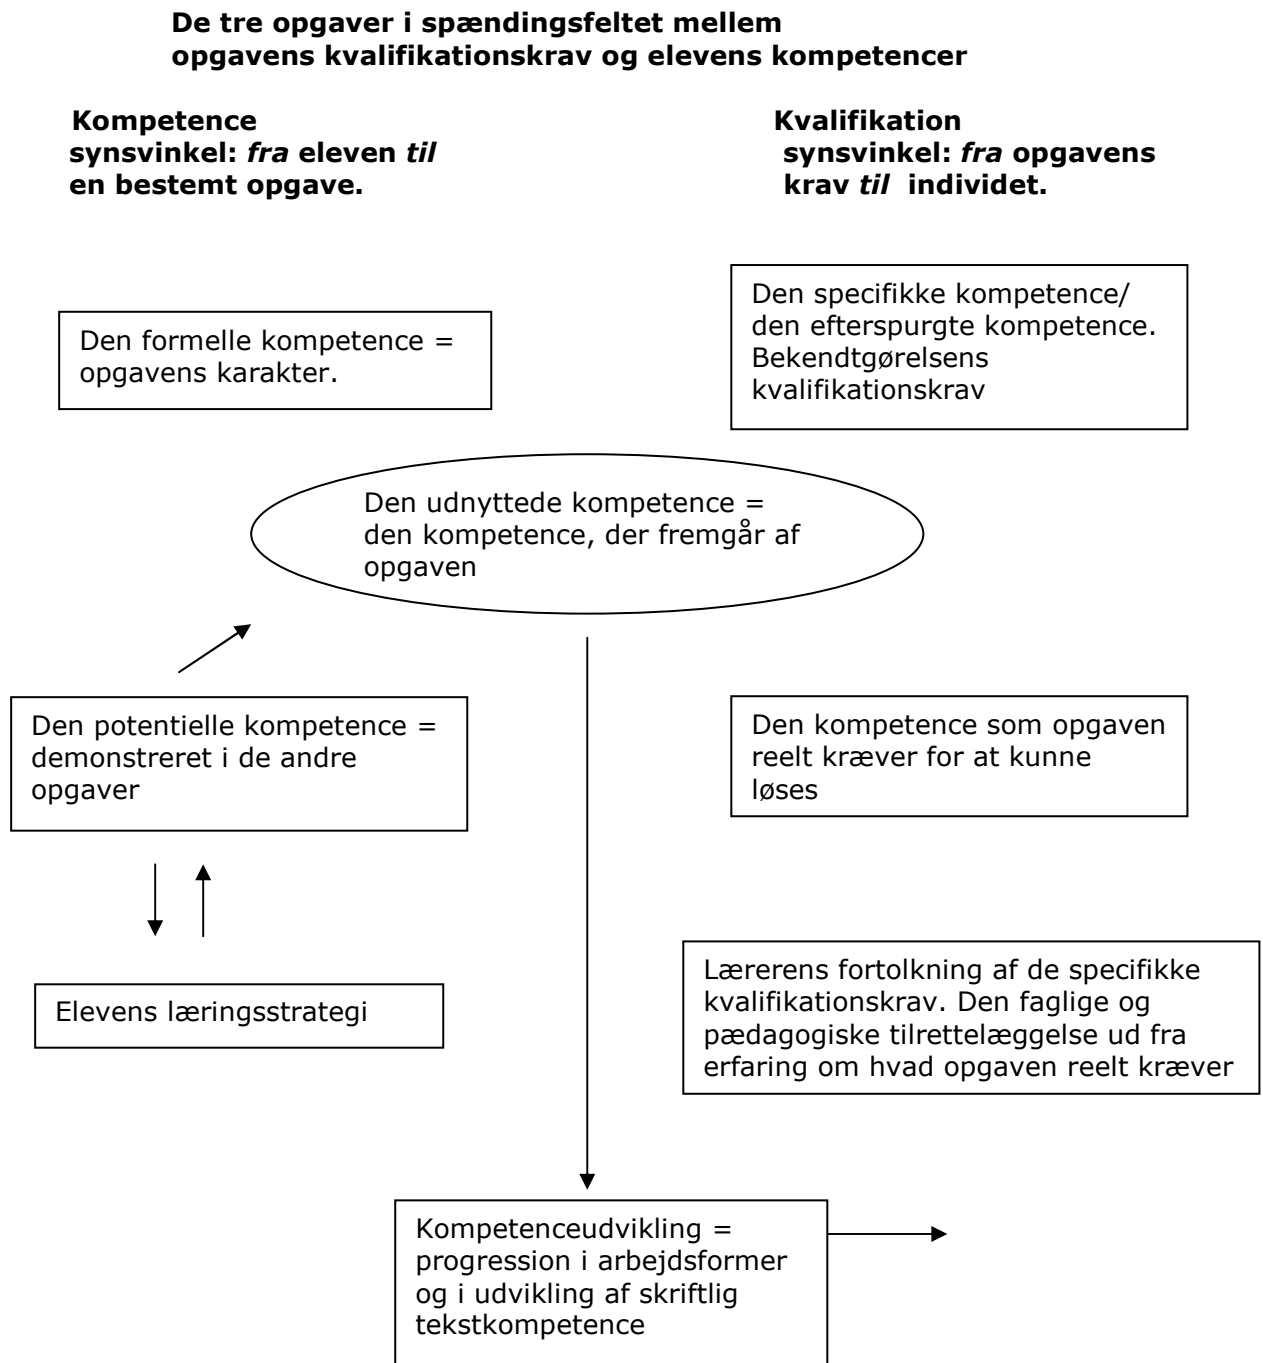 De tre opgaver i spændingsfeltet mellem
opgavens kvalifikationskrav og elevens kompetencer
Kompetence
synsvinkel: fra eleven til
en bestemt opgave.
Kvalifikation
synsvinkel: fra opgavens
krav til individet.
Den formelle kompetence =
opgavens karakter.
Den specifikke kompetence/
den efterspurgte kompetence.
Bekendtgørelsens
kvalifikationskrav
Den udnyttede kompetence =
den kompetence, der fremgår af
opgaven
Den potentielle kompetence =
demonstreret i de andre
opgaver
Den kompetence som opgaven
reelt kræver for at kunne
løses
Elevens læringsstrategi
Lærerens fortolkning af de specifikke
kvalifikationskrav. Den faglige og
pædagogiske tilrettelæggelse ud fra
erfaring om hvad opgaven reelt kræver
Kompetenceudvikling =
progression i arbejdsformer
og i udvikling af skriftlig
tekstkompetence